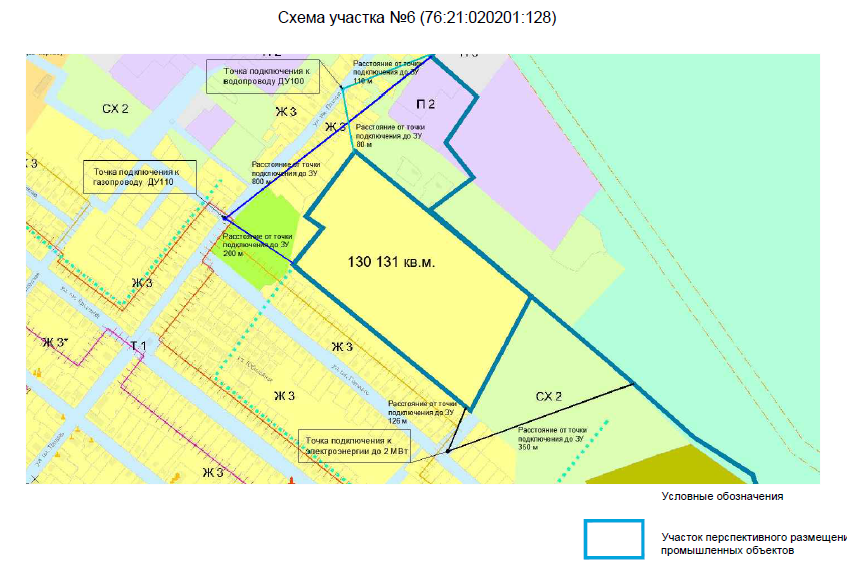 Схема участка №6 (76:21:020201:128)
Точка подключения к
водопроводу ДУ100
Расстояние от точки
подключения до ЗУ
110 м
П 2
СХ 2
Ж 3
Ж 3
Расстояние от точки
подключения до ЗУ
80 м
Ж 3
Точка подключения к
газопроводу ДУ110
Расстояние от точки
подключения до ЗУ
800 м
Расстояние от точки
подключения до ЗУ
200 м
130 131 кв.м.
Ж 3
Ж 3*
Т 1
Ж 3
Ж 3
СХ 2
Расстояние от точки
подключения до ЗУ
126 м
Точка подключения к
электроэнергии до 2 МВт
Расстояние от точки
подключения до ЗУ
350 м
Ж 3
Условные обозначения
Участок перспективного размещени
промышленных объектов